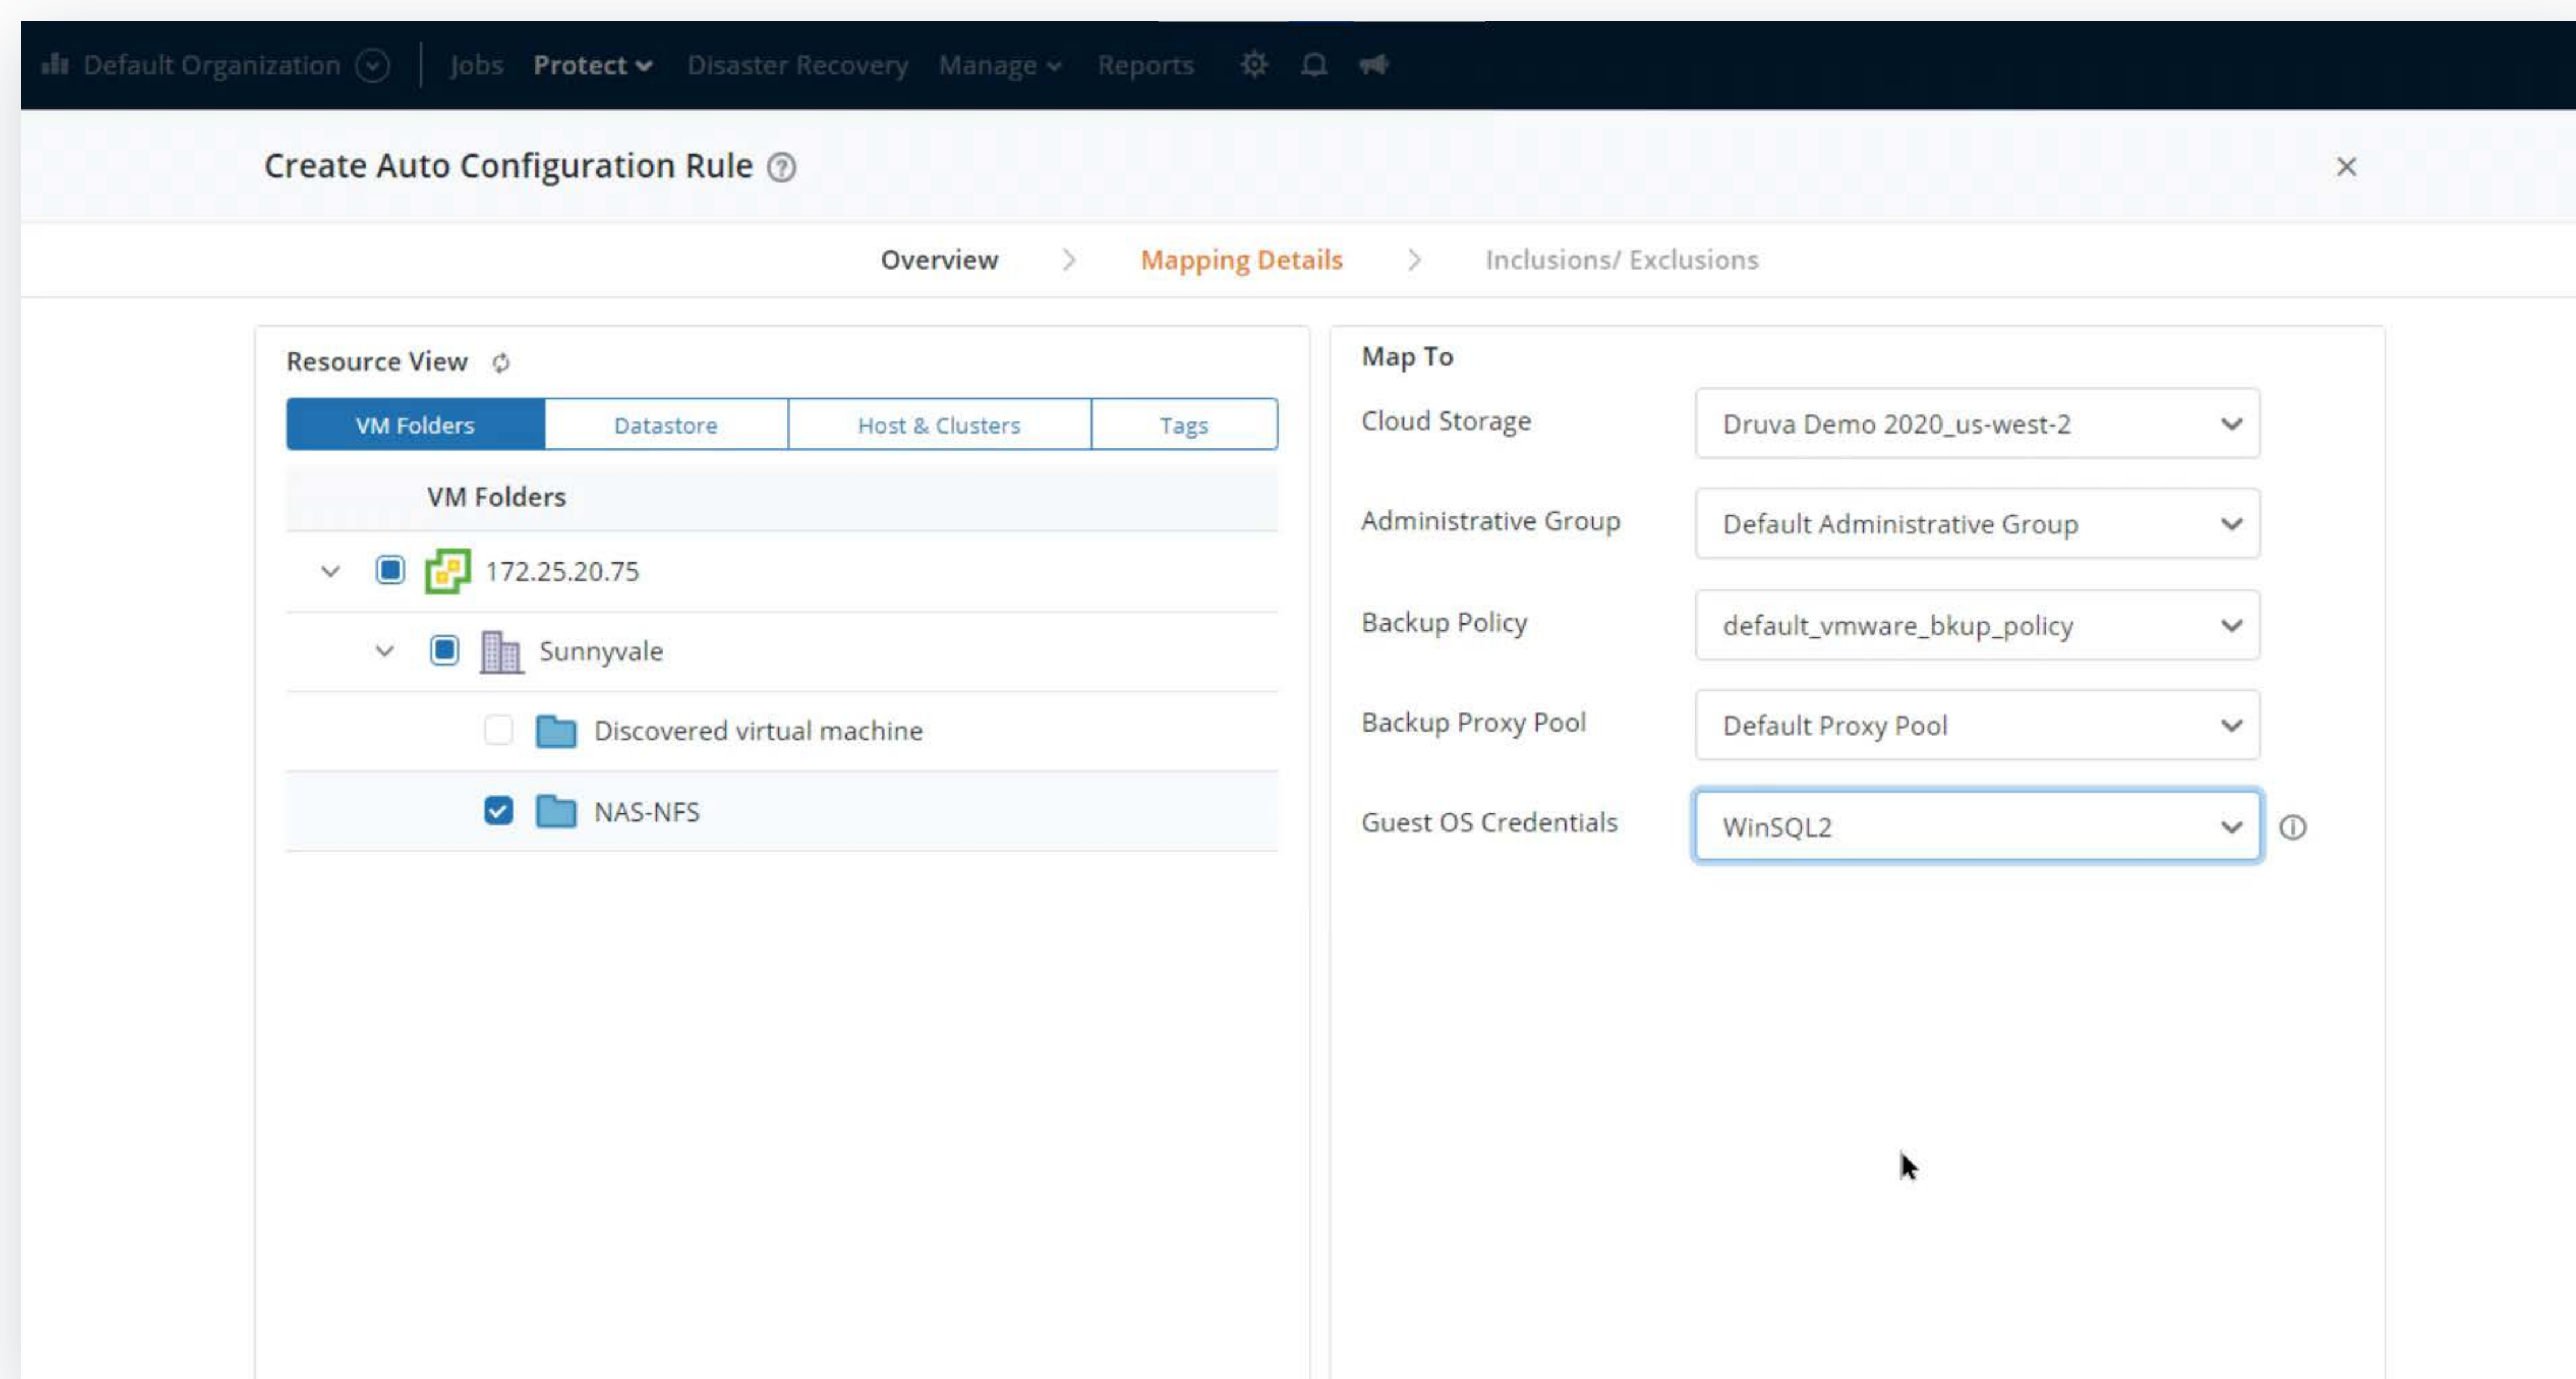 Default Organization Jobs Protect Disaster Recovery Manage Reports
Create Auto Configuration Rule ?
Overview > Mapping Details > Inclusions/ Exclusions
Resource View
VM Folders Datastore Host & Clusters Tags
VM Folders
172.25.20.75
Sunnyvale
Discovered virtual machine
NAS-NFS
Map To
Cloud Storage Druva Demo 2020_us-west-2
Administrative Group Default Administrative Group
Backup Policy default_vmware_bkup_policy
Backup Proxy Pool Default Proxy Pool
Guest OS Credentials WinSQL2